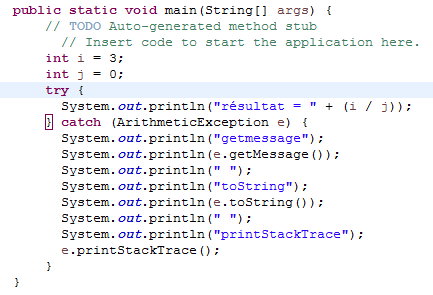 public static void main(String[] args) {
// TODO Auto-generated method stub
// Insert code to start the application here.
int i = 3;
int j = 0;
try {
System.out.println("résultat = " + (i / j));
} catch (ArithmeticException e) {
System.out.println("getmessage");
System.out.println(e.getMessage());
System.out.println(" ");
System.out.println("toString");
System.out.println(e.toString());
System.out.println(" ");
System.out.println("printStackTrace");
e.printStackTrace();
}
}